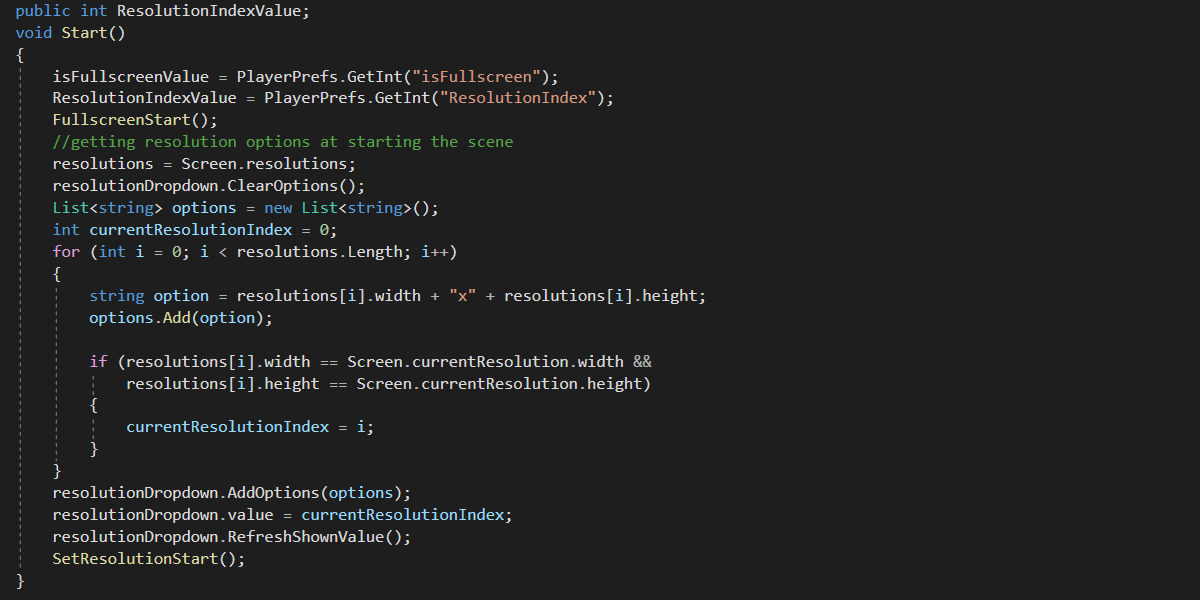 public int ResolutionIndexValue;
void Start()
{
    isFullscreenValue = PlayerPrefs.GetInt("isFullscreen");
    ResolutionIndexValue = PlayerPrefs.GetInt("ResolutionIndex");
    FullscreenStart();
    //getting resolution options at starting the scene
    resolutions = Screen.resolutions;
    resolutionDropdown.ClearOptions();
    List<string> options = new List<string>();
    int currentResolutionIndex = 0;
    for (int i = 0; i < resolutions.Length; i++)
    {
        string option = resolutions[i].width + "x" + resolutions[i].height;
        options.Add(option);

        if (resolutions[i].width == Screen.currentResolution.width &&
            resolutions[i].height == Screen.currentResolution.height)
        {
            currentResolutionIndex = i;
        }
    }
    resolutionDropdown.AddOptions(options);
    resolutionDropdown.value = currentResolutionIndex;
    resolutionDropdown.RefreshShownValue();
    SetResolutionStart();
}